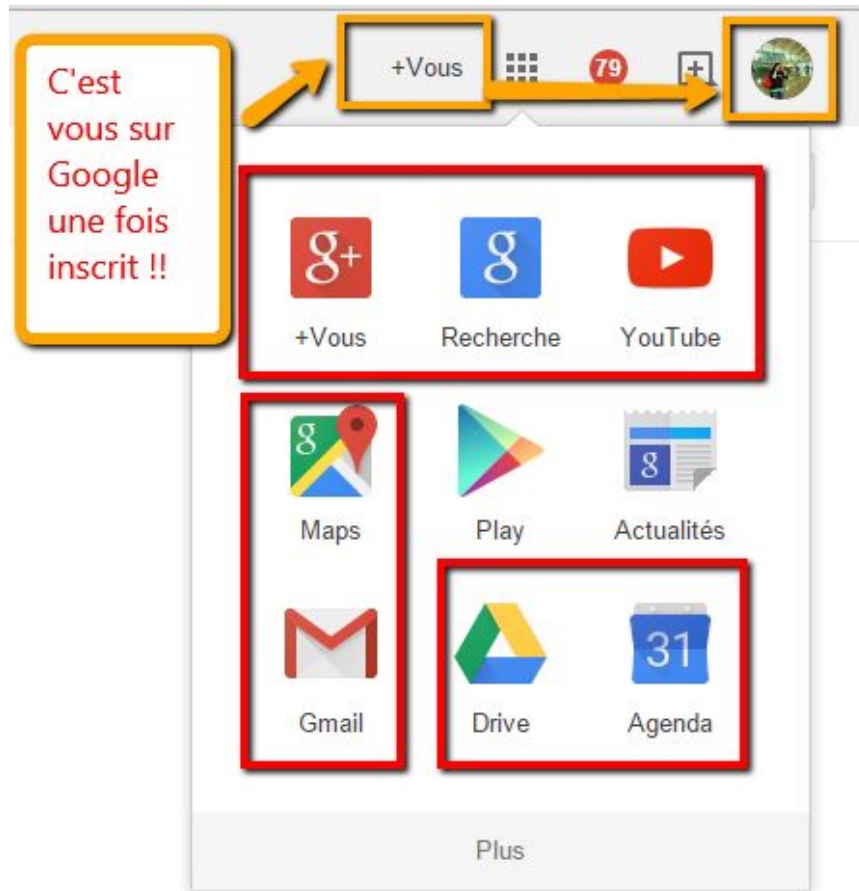 +Vous 79
C'est
vous sur
Google
une fois
inscrit !!
g+ g
+Vous Recherche YouTube
g g
Maps Play Actualités
31
Gmail Drive Agenda
Plus